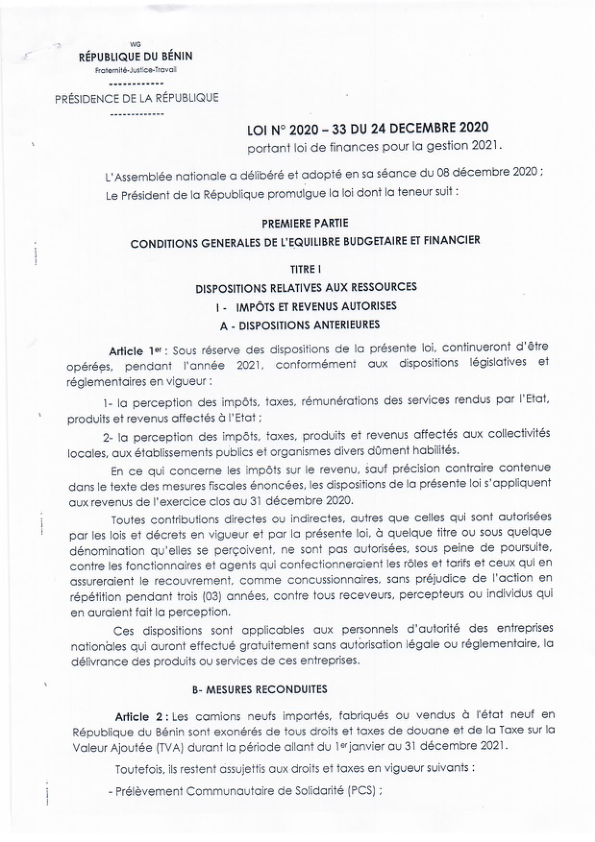 WG
RÉPUBLIQUE DU BÉNIN
Fraternité-Justice-Travail
------------
PRÉSIDENCE DE LA RÉPUBLIQUE
------------
LOI N° 2020 – 33 DU 24 DECEMBRE 2020
portant loi de finances pour la gestion 2021.
L'Assemblée nationale a délibéré et adopté en sa séance du 08 décembre 2020 ;
Le Président de la République promulgue la loi dont la teneur suit :
PREMIERE PARTIE
CONDITIONS GENERALES DE L'EQUILIBRE BUDGETAIRE ET FINANCIER
TITRE I
DISPOSITIONS RELATIVES AUX RESSOURCES
I - IMPÔTS ET REVENUS AUTORISES
A - DISPOSITIONS ANTERIEURES
Article 1er : Sous réserve des dispositions de la présente loi, continueront d'être
opérées, pendant l'année 2021, conformément aux dispositions législatives et
réglementaires en vigueur :
1- la perception des impôts, taxes, rémunérations des services rendus par l'Etat,
produits et revenus affectés à l'Etat ;
2- la perception des impôts, taxes, produits et revenus affectés aux collectivités
locales, aux établissements publics et organismes divers dûment habilités.
En ce qui concerne les impôts sur le revenu, sauf précision contraire contenue
dans le texte des mesures fiscales énoncées, les dispositions de la présente loi s'appliquent
aux revenus de l'exercice clos au 31 décembre 2020.
Toutes contributions directes ou indirectes, autres que celles qui sont autorisées
par les lois et décrets en vigueur et par la présente loi, à quelque titre ou sous quelque
dénomination qu'elles se perçoivent, ne sont pas autorisées, sous peine de poursuite,
contre les fonctionnaires et agents qui confectionneraient les rôles et tarifs et ceux qui en
assureraient le recouvrement, comme concussionnaires, sans préjudice de l'action en
répétition pendant trois (03) années, contre tous receveurs, percepteurs ou individus qui
en auraient fait la perception.
Ces dispositions sont applicables aux personnels d'autorité des entreprises
nationales qui auront effectué gratuitement sans autorisation légale ou réglementaire, la
délivrance des produits ou services de ces entreprises.
B- MESURES RECONDUITES
Article 2 : Les camions neufs importés, fabriqués ou vendus à l'état neuf en
République du Bénin sont exonérés de tous droits et taxes de douane et de la Taxe sur la
Valeur Ajoutée (TVA) durant la période allant du 1er janvier au 31 décembre 2021.
Toutefois, ils restent assujettis aux droits et taxes en vigueur suivants :
- Prélèvement Communautaire de Solidarité (PCS) ;